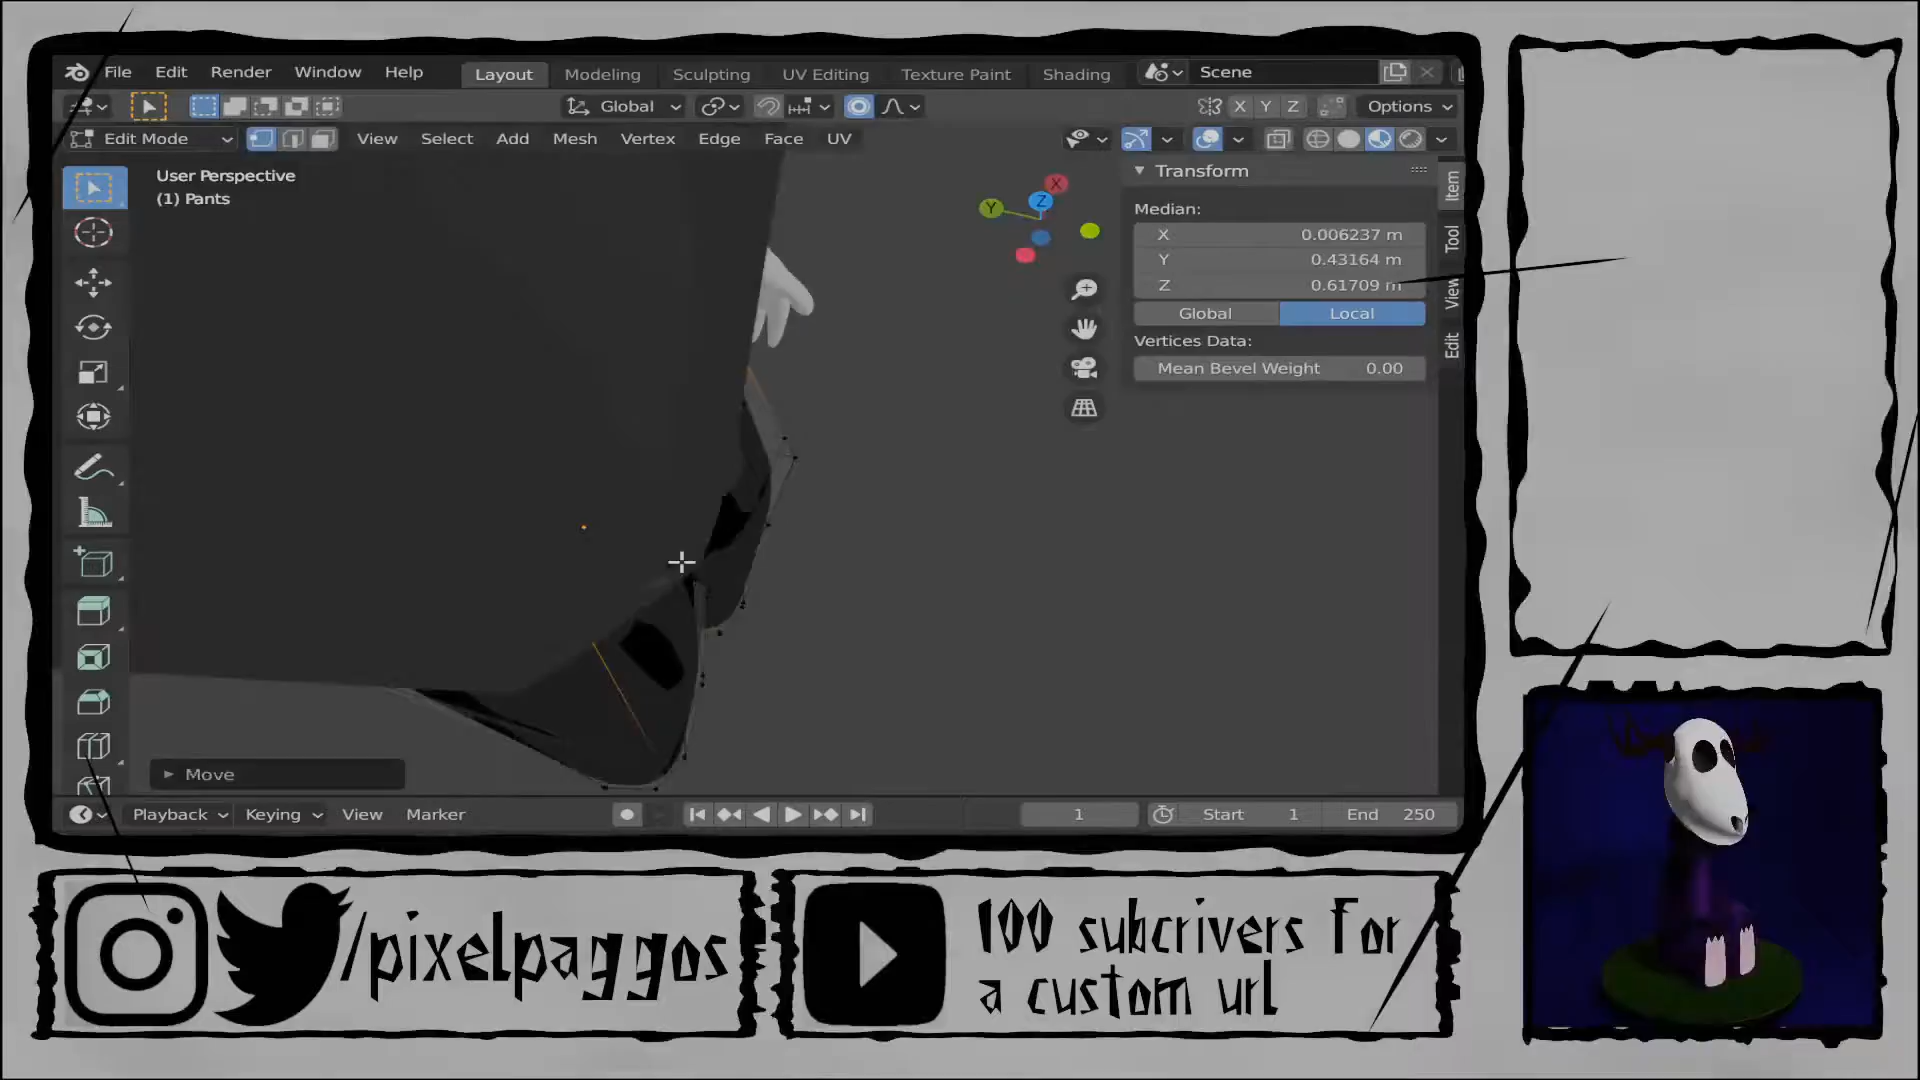 File Edit Render Window Help Layout Modeling Sculpting UV Editing Texture Paint Shading Scene
Global X Y Z Options
Edit Mode View Select Add Mesh Vertex Edge Face UV
User Perspective
(1) Pants
X
Y
Z
Transform
Median:
X 0.006237 m
Y 0.43164 m
Z 0.61709 m
Global Local
Vertices Data:
Mean Bevel Weight 0.00
Item
Tool
View
Edit
Move
Playback Keying View Marker 1 Start 1 End 250
/pixelpaggos
100 subcrivers for
a custom url